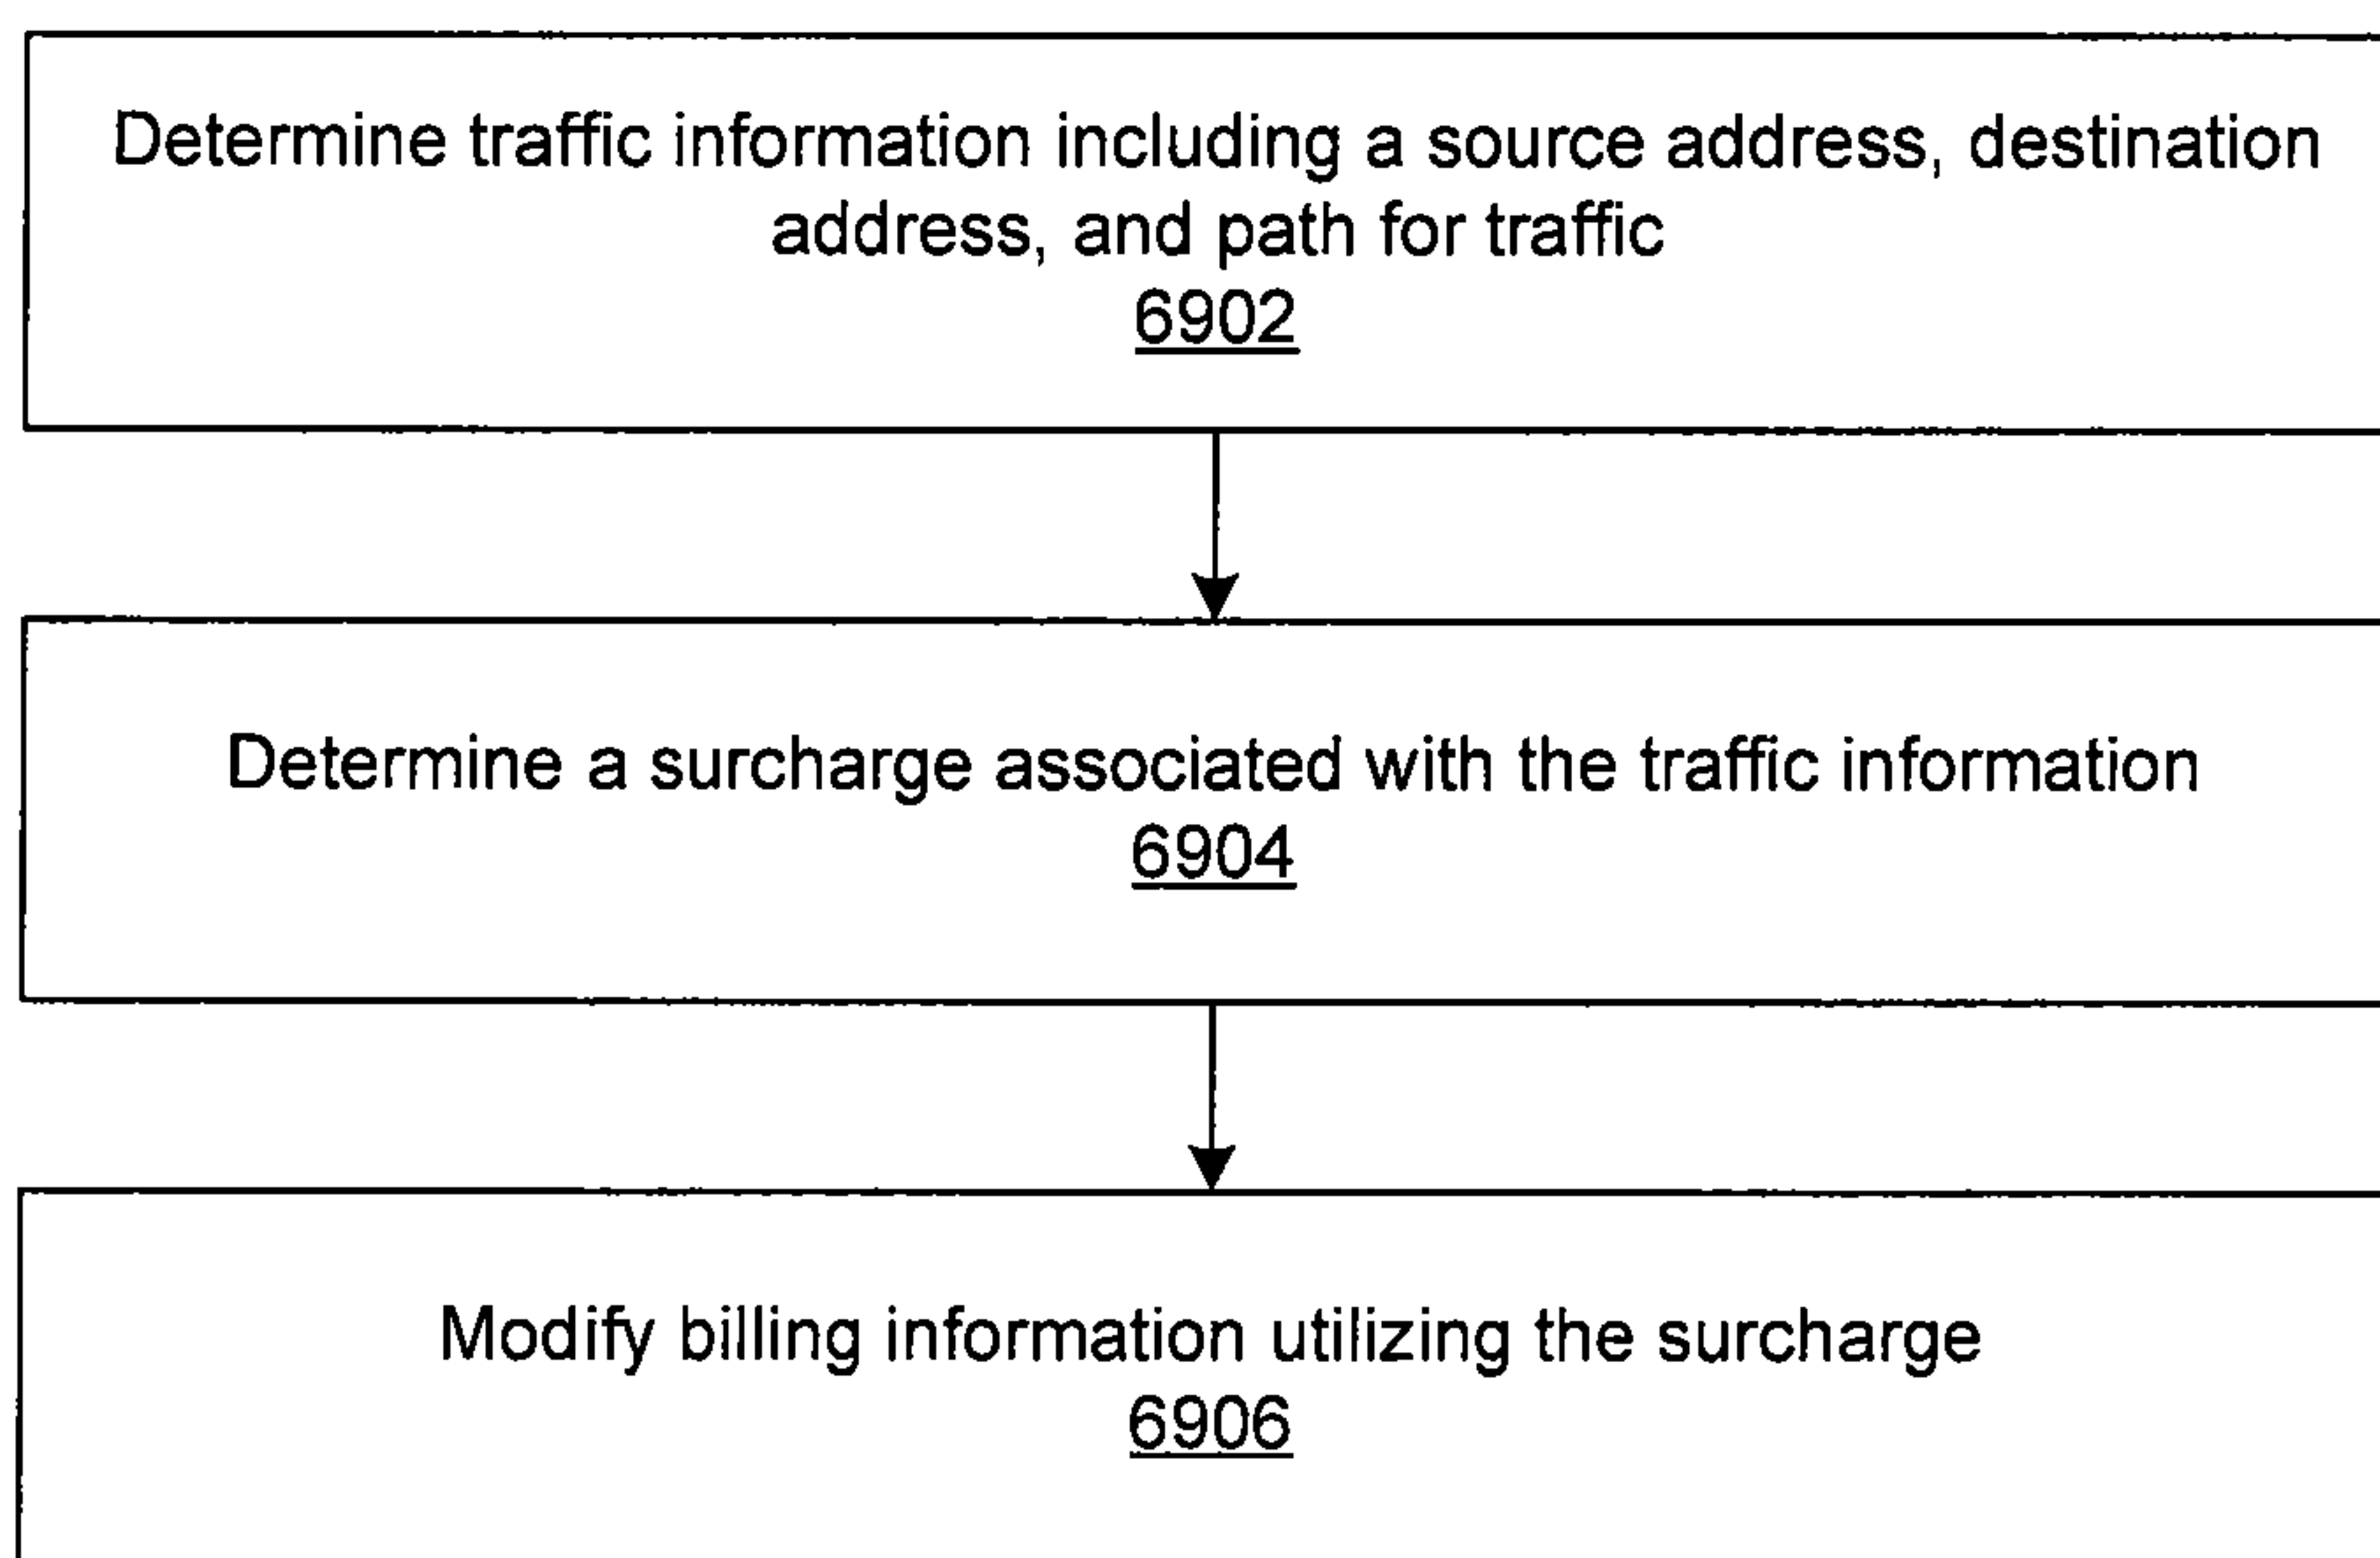 Determine traffic information including a source address, destination
address, and path for traffic
6902
Determine a surcharge associated with the traffic information
6904
Modify billing information utilizing the surcharge
6906